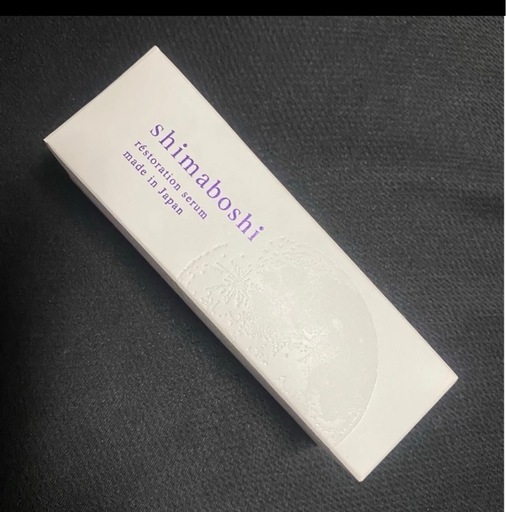 shimaboshi
réstoration serum
made in Japan